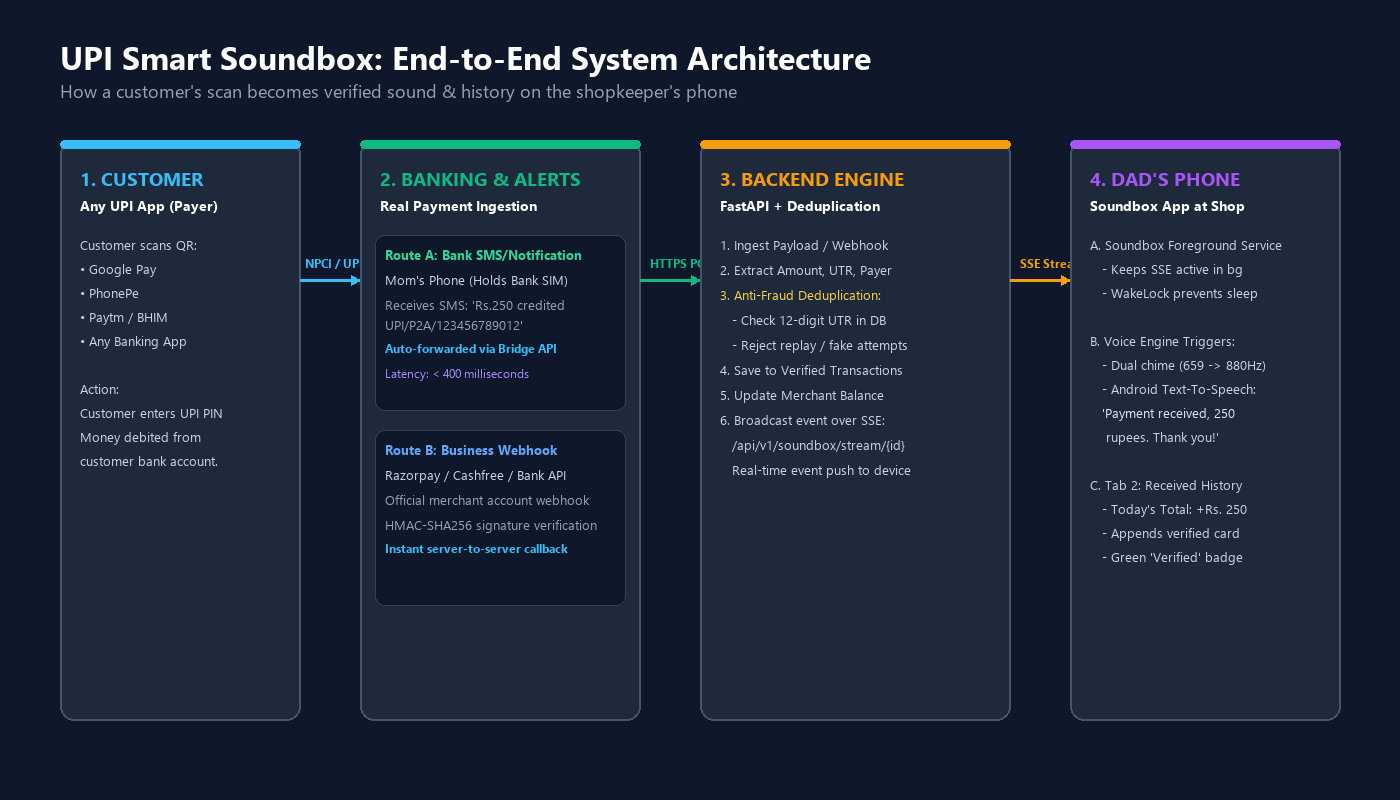 UPI Smart Soundbox: End-to-End System Architecture
How a customer's scan becomes verified sound & history on the shopkeeper's phone
1. CUSTOMER
Any UPI App (Payer)
Customer scans QR:
• Google Pay
• PhonePe
• Paytm / BHIM
• Any Banking App
Action:
Customer enters UPI PIN
Money debited from
customer bank account.
NPCI / UP
2. BANKING & ALERTS
Real Payment Ingestion
Route A: Bank SMS/Notification
Mom's Phone (Holds Bank SIM)
Receives SMS: 'Rs.250 credited
UPI/P2A/123456789012'
Auto-forwarded via Bridge API
Latency: < 400 milliseconds
Route B: Business Webhook
Razorpay / Cashfree / Bank API
Official merchant account webhook
HMAC-SHA256 signature verification
Instant server-to-server callback
HTTPS PO
3. BACKEND ENGINE
FastAPI + Deduplication
1. Ingest Payload / Webhook
2. Extract Amount, UTR, Payer
3. Anti-Fraud Deduplication:
- Check 12-digit UTR in DB
- Reject replay / fake attempts
4. Save to Verified Transactions
5. Update Merchant Balance
6. Broadcast event over SSE:
/api/v1/soundbox/stream/{id}
Real-time event push to device
SSE Strea
4. DAD'S PHONE
Soundbox App at Shop
A. Soundbox Foreground Service
- Keeps SSE active in bg
- WakeLock prevents sleep
B. Voice Engine Triggers:
- Dual chime (659 -> 880Hz)
- Android Text-To-Speech:
'Payment received, 250
rupees. Thank you!'
C. Tab 2: Received History
- Today's Total: +Rs. 250
- Appends verified card
- Green 'Verified' badge